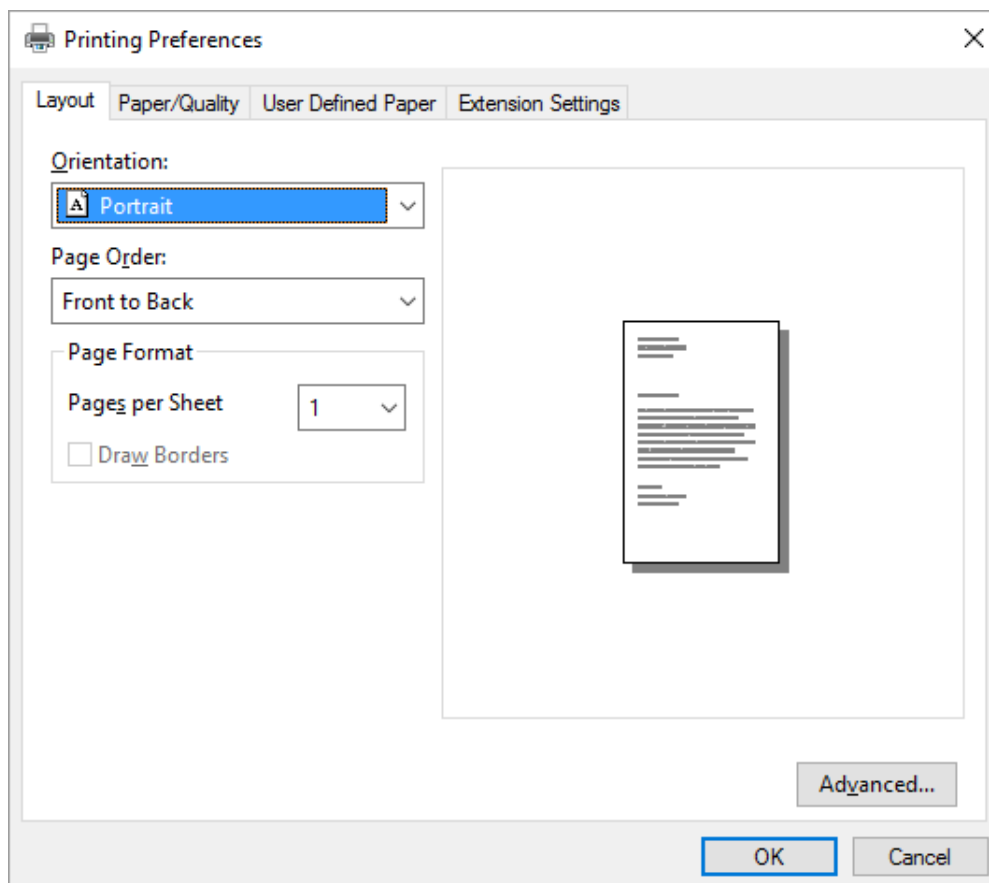 Printing Preferences
Layout Paper/Quality User Defined Paper Extension Settings
Orientation:
A Portrait
Page Order:
Front to Back
Page Format
Pages per Sheet 1
Draw Borders
Advanced...
OK Cancel